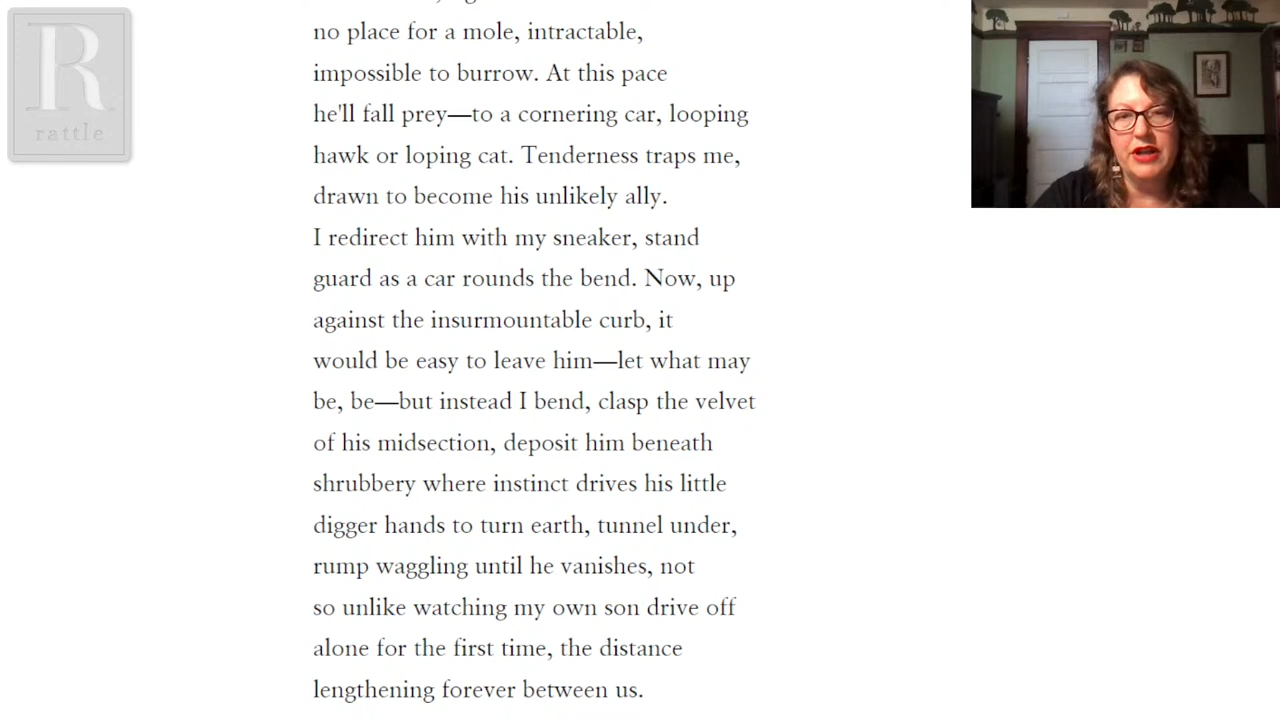 R
rattle
no place for a mole, intractable,
impossible to burrow. At this pace
he'll fall prey—to a cornering car, looping
hawk or loping cat. Tenderness traps me,
drawn to become his unlikely ally.
I redirect him with my sneaker, stand
guard as a car rounds the bend. Now, up
against the insurmountable curb, it
would be easy to leave him—let what may
be, be—but instead I bend, clasp the velvet
of his midsection, deposit him beneath
shrubbery where instinct drives his little
digger hands to turn earth, tunnel under,
rump waggling until he vanishes, not
so unlike watching my own son drive off
alone for the first time, the distance
lengthening forever between us.